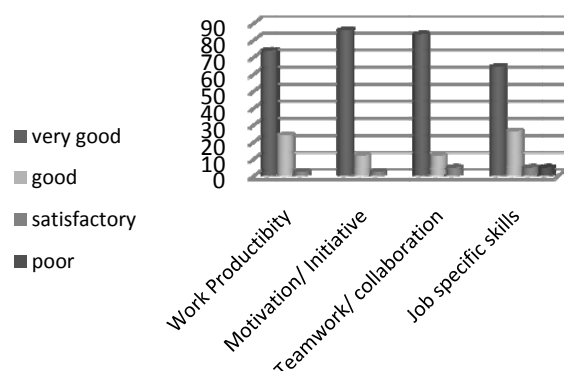 90
80
70
60
50
40
30
20
10
0
very good
good
satisfactory
poor
Work Productibity
Motivation/ Initiative
Teamwork/ collaboration
Job specific skills